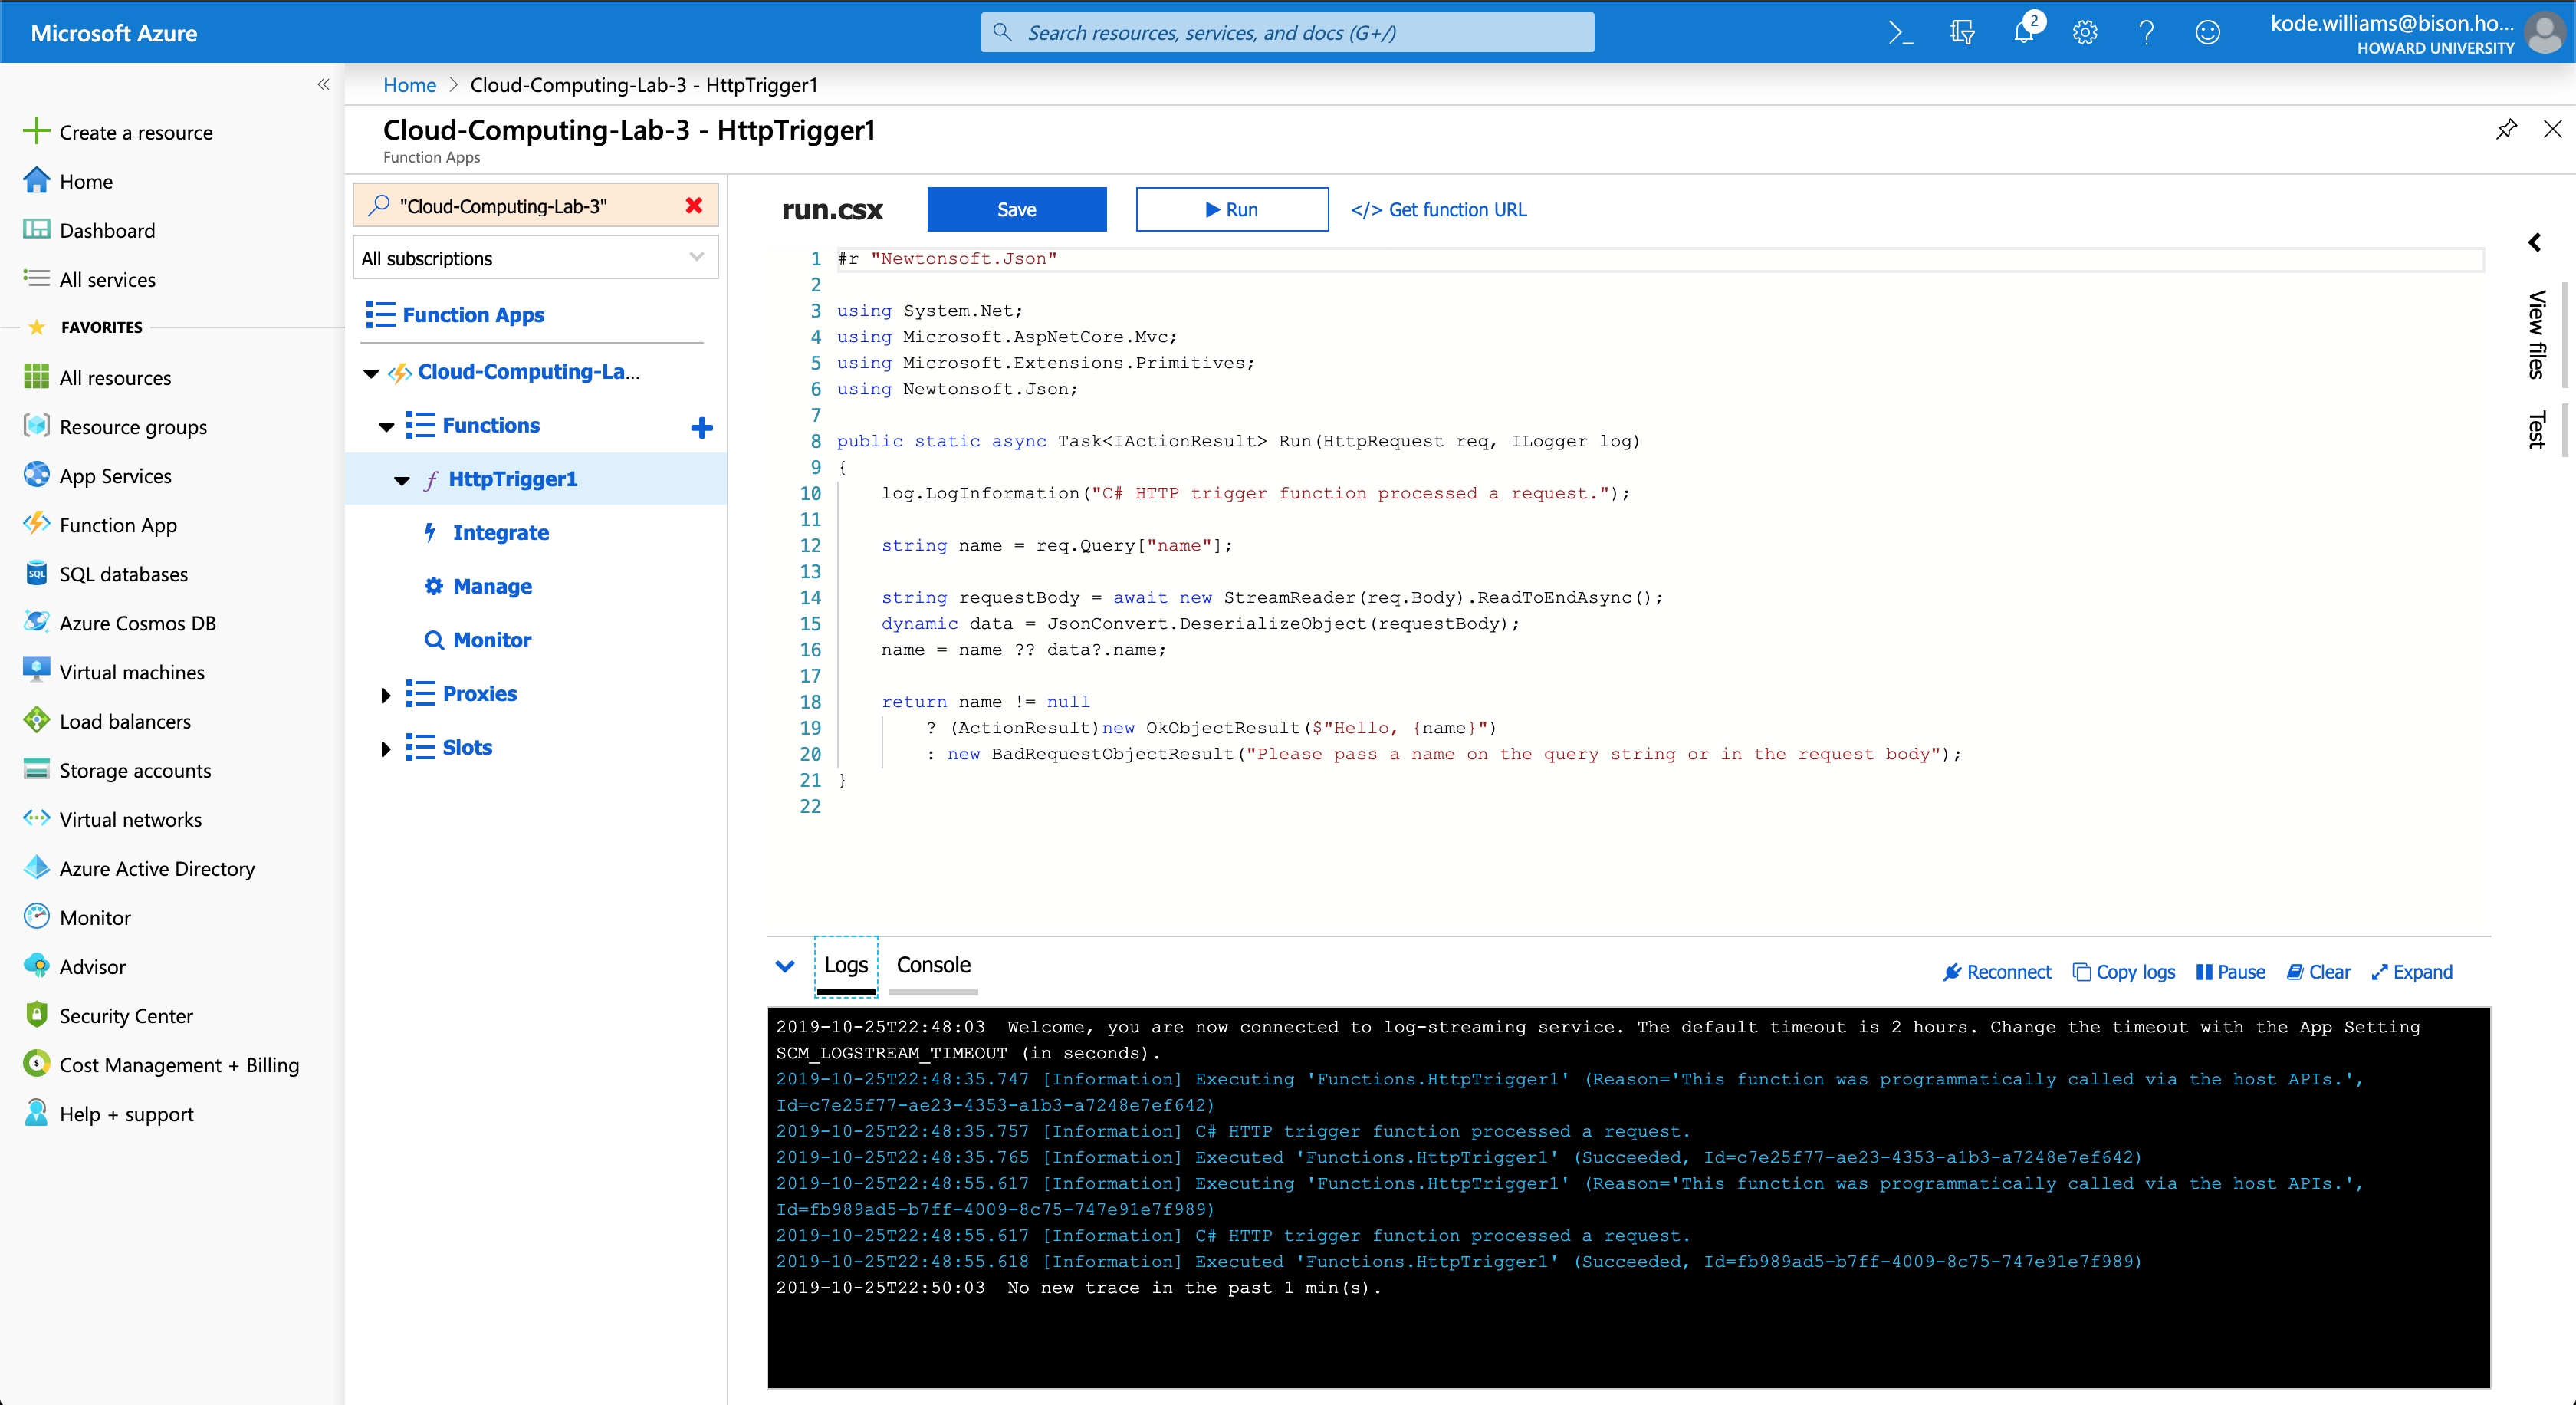 Microsoft Azure
Search resources, services, and docs (G+/)
2
kode.williams@bison.ho...
HOWARD UNIVERSITY
«
Create a resource
Home
Dashboard
All services
FAVORITES
All resources
Resource groups
App Services
Function App
SQL databases
Azure Cosmos DB
Virtual machines
Load balancers
Storage accounts
Virtual networks
Azure Active Directory
Monitor
Advisor
Security Center
Cost Management + Billing
Help + support
Home > Cloud-Computing-Lab-3 - HttpTrigger1
Cloud-Computing-Lab-3 - HttpTrigger1
Function Apps
"Cloud-Computing-Lab-3"
All subscriptions
Function Apps
Cloud-Computing-La...
Functions
f HttpTrigger1
Integrate
Manage
Monitor
Proxies
Slots
run.csx
Save
Run
</> Get function URL
1 #r "Newtonsoft.Json"
2
3 using System.Net;
4 using Microsoft.AspNetCore.Mvc;
5 using Microsoft.Extensions.Primitives;
6 using Newtonsoft.Json;
7
8 public static async Task<IActionResult> Run(HttpRequest req, ILogger log)
9 {
10 log.LogInformation("C# HTTP trigger function processed a request.");
11
12 string name = req.Query["name"];
13
14 string requestBody = await new StreamReader(req.Body).ReadToEndAsync();
15 dynamic data = JsonConvert.DeserializeObject(requestBody);
16 name = name ?? data?.name;
17
18 return name != null
19 ? (ActionResult)new OkObjectResult($"Hello, {name}")
20 : new BadRequestObjectResult("Please pass a name on the query string or in the request body");
21 }
22
View files
Test
Logs
Console
Reconnect
Copy logs
Pause
Clear
Expand
2019-10-25T22:48:03 Welcome, you are now connected to log-streaming service. The default timeout is 2 hours. Change the timeout with the App Setting
SCM_LOGSTREAM_TIMEOUT (in seconds).
2019-10-25T22:48:35.747 [Information] Executing 'Functions.HttpTrigger1' (Reason='This function was programmatically called via the host APIs.',
Id=c7e25f77-ae23-4353-a1b3-a7248e7ef642)
2019-10-25T22:48:35.757 [Information] C# HTTP trigger function processed a request.
2019-10-25T22:48:35.765 [Information] Executed 'Functions.HttpTrigger1' (Succeeded, Id=c7e25f77-ae23-4353-a1b3-a7248e7ef642)
2019-10-25T22:48:55.617 [Information] Executing 'Functions.HttpTrigger1' (Reason='This function was programmatically called via the host APIs.',
Id=fb989ad5-b7ff-4009-8c75-747e91e7f989)
2019-10-25T22:48:55.617 [Information] C# HTTP trigger function processed a request.
2019-10-25T22:48:55.618 [Information] Executed 'Functions.HttpTrigger1' (Succeeded, Id=fb989ad5-b7ff-4009-8c75-747e91e7f989)
2019-10-25T22:50:03 No new trace in the past 1 min(s).